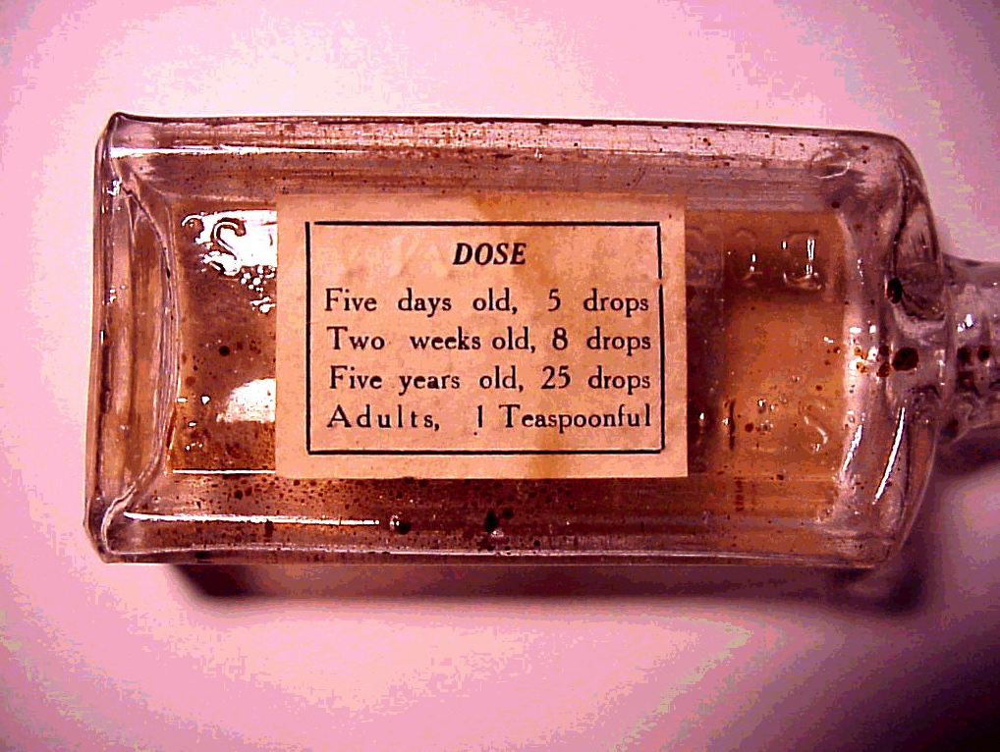 DOSE
Five days old, 5 drops
Two weeks old, 8 drops
Five years old, 25 drops
Adults, 1 Teaspoonful